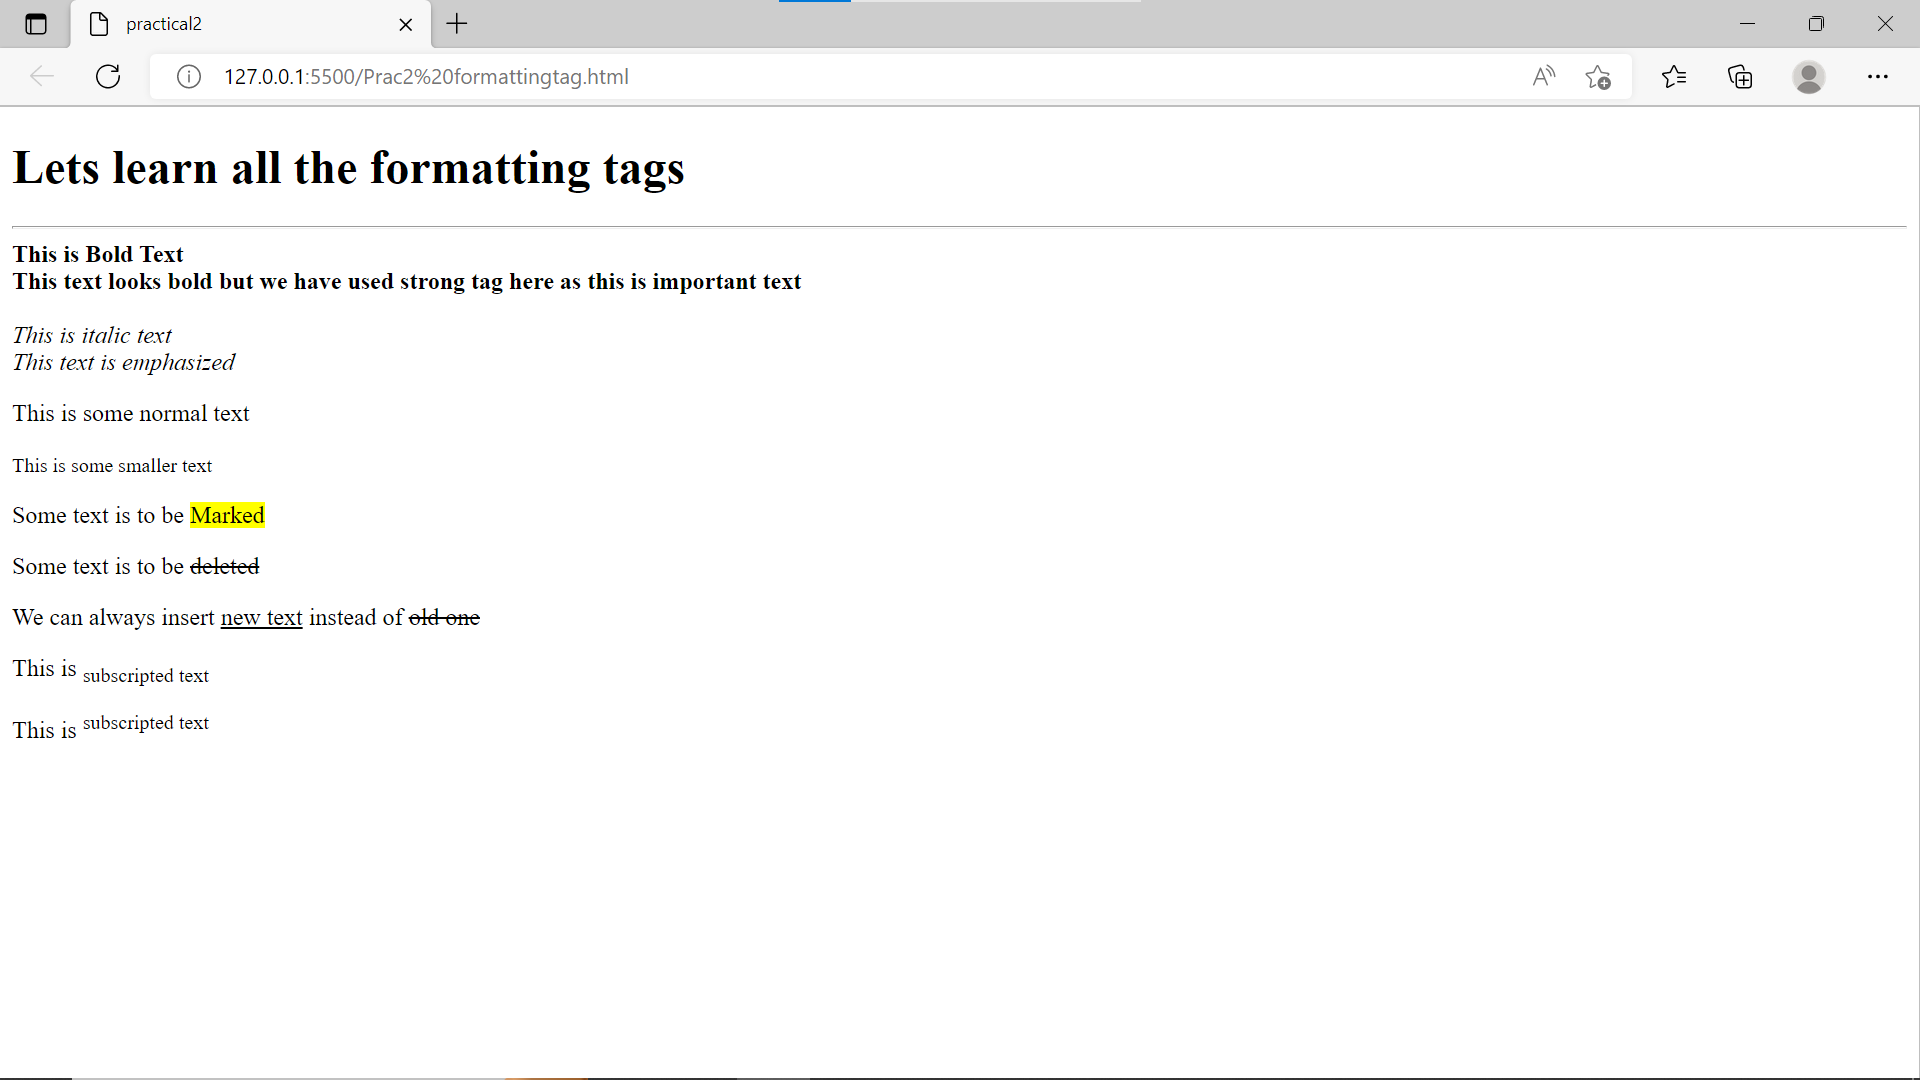 practical2
127.0.0.1:5500/Prac2%20formattingtag.html
Lets learn all the formatting tags
This is Bold Text
This text looks bold but we have used strong tag here as this is important text
This is italic text
This text is emphasized
This is some normal text
This is some smaller text
Some text is to be Marked
Some text is to be deleted
We can always insert new text instead of old one
This is subscripted text
This is subscripted text